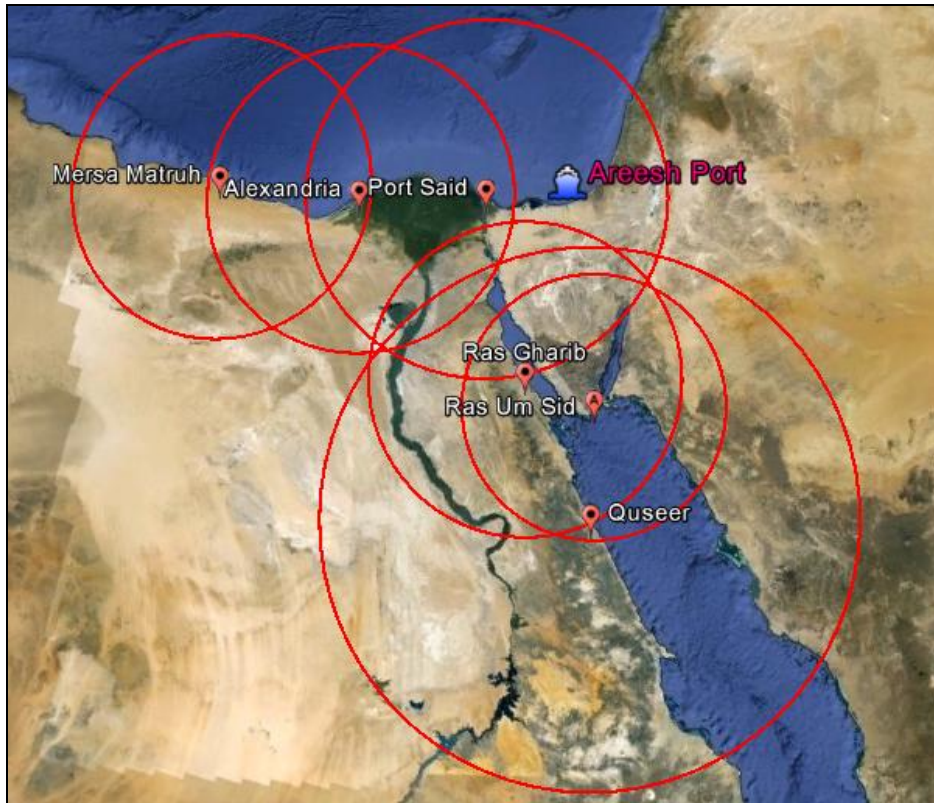 Areesh Port
Mersa Matruh
Alexandria
Port Said
Ras Gharib
Ras Um Sid
A
Quseer